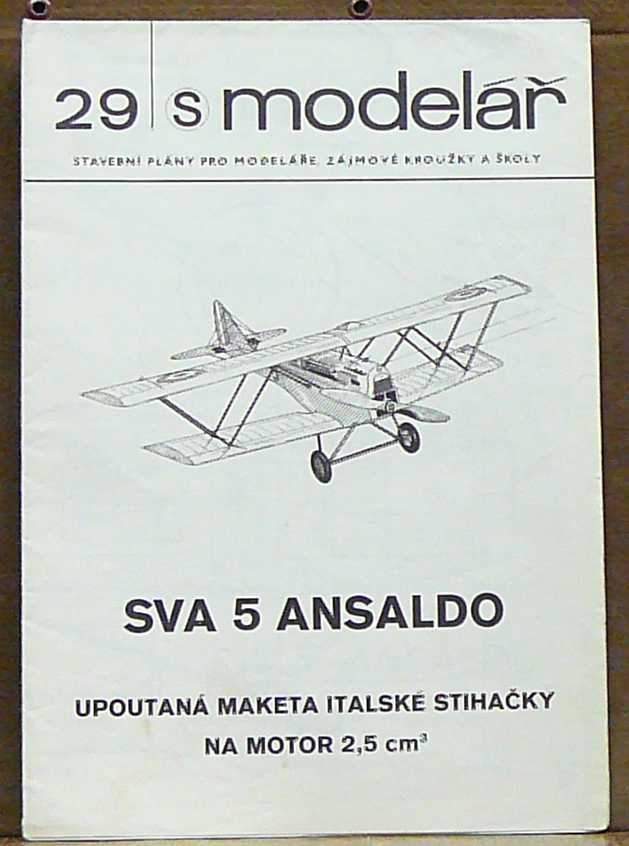 29 s modelář
STAVEBNÍ PLÁNY PRO MODELÁŘE, ZÁJMOVÉ KROUŽKY A ŠKOLY
SVA 5 ANSALDO
UPOUTANÁ MAKETA ITALSKÉ STÍHAČKY
NA MOTOR 2,5 cm³